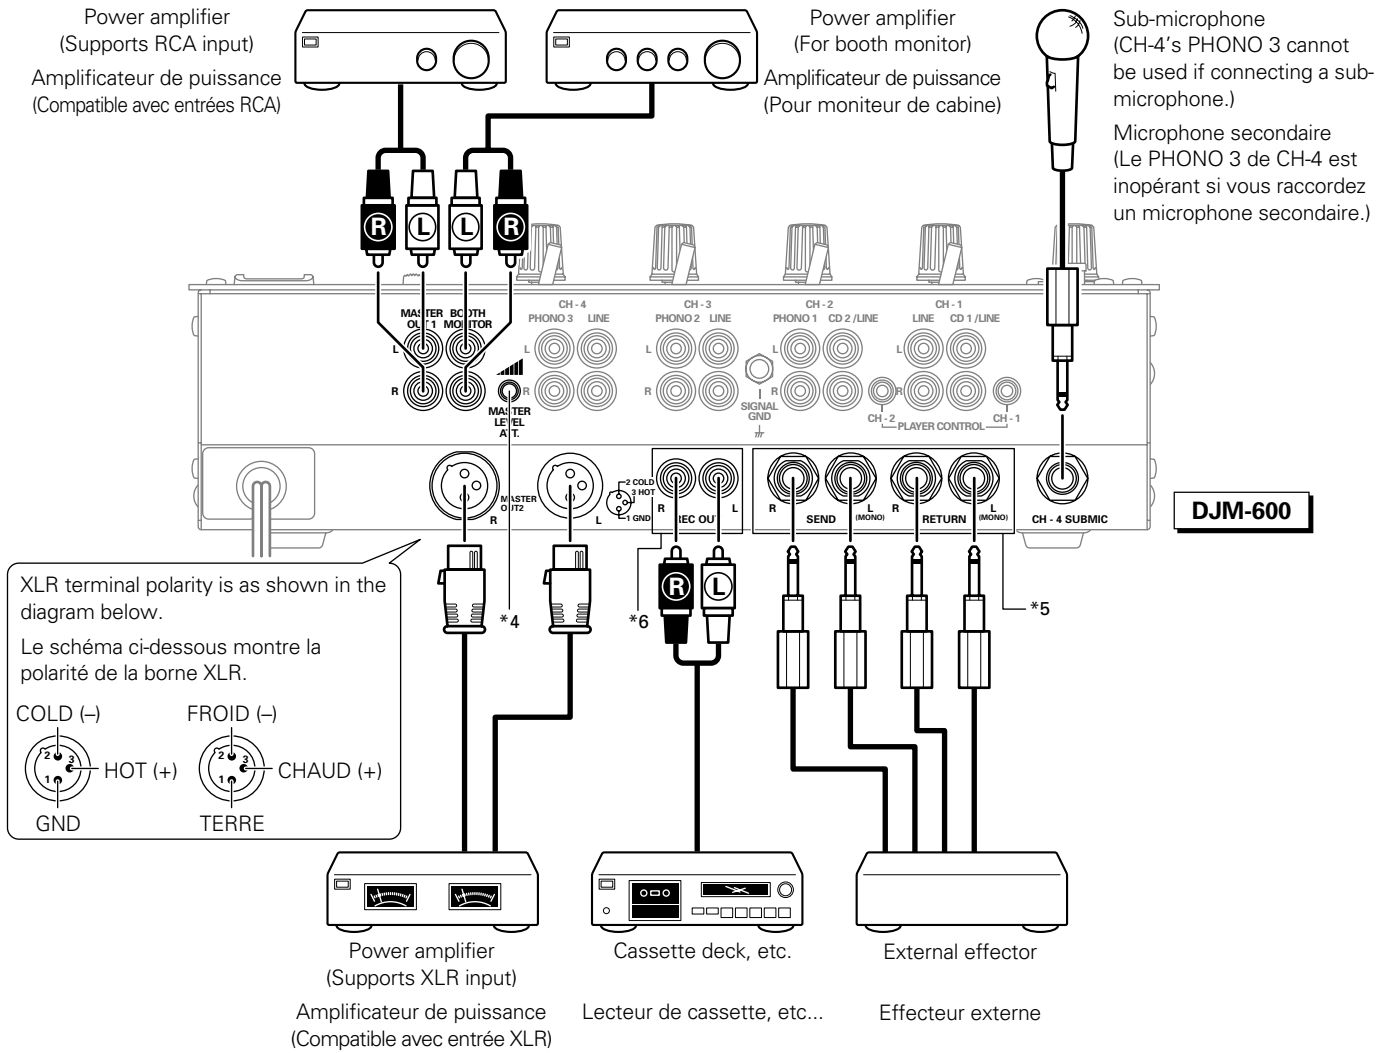 Power amplifier
(Supports RCA input)
Amplificateur de puissance
(Compatible avec entrées RCA)
Power amplifier
(For booth monitor)
Amplificateur de puissance
(Pour moniteur de cabine)
Sub-microphone
(CH-4's PHONO 3 cannot
be used if connecting a sub-
microphone.)
Microphone secondaire
(Le PHONO 3 de CH-4 est
inopérant si vous raccordez
un microphone secondaire.)
R
L
L
R
MASTER
OUT 1
BOOTH
MONITOR
CH - 4
PHONO 3 LINE
CH - 3
PHONO 2 LINE
CH - 2
PHONO 1 CD 2 /LINE
CH - 1
LINE CD 1 /LINE
L
L
L
L
L
R
R
R
R
R
MASTER
LEVEL
ATT.
SIGNAL
GND
CH - 2
PLAYER CONTROL
CH - 1
MASTER
OUT2
R
L
2 COLD
3 HOT
1 GND
R
REC OUT
L
R
SEND
L
(MONO)
R
RETURN
L
(MONO)
CH - 4 SUBMIC
DJM-600
*4
*6
*5
R
L
XLR terminal polarity is as shown in the
diagram below.
Le schéma ci-dessous montre la
polarité de la borne XLR.
COLD (–)
FROID (–)
2
3
1
HOT (+)
2
3
1
CHAUD (+)
GND
TERRE
Power amplifier
(Supports XLR input)
Amplificateur de puissance
(Compatible avec entrée XLR)
Cassette deck, etc.
Lecteur de cassette, etc...
External effector
Effecteur externe